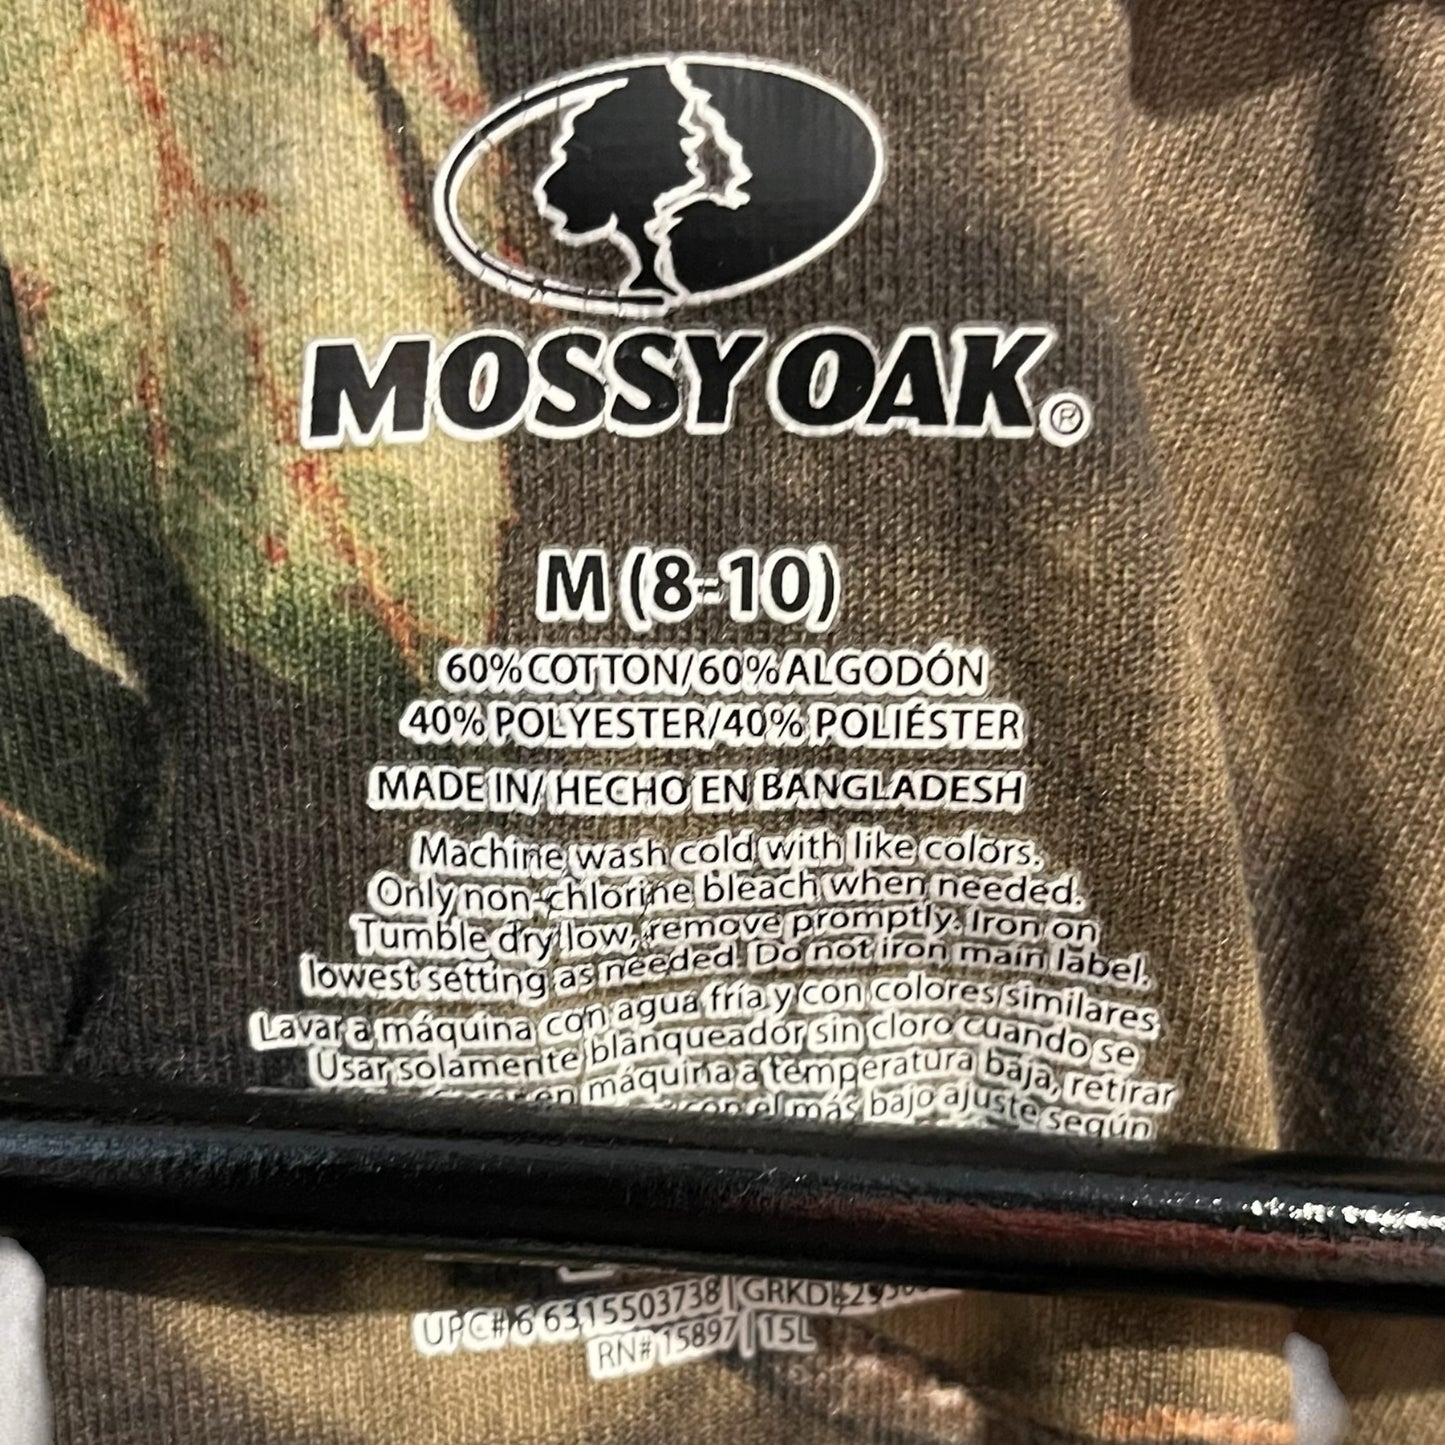 MOSSY OAK®
M (8-10)
60% COTTON/60% ALGODÓN
40% POLYESTER/40% POLIÉSTER
MADE IN/ HECHO EN BANGLADESH
Machine wash cold with like colors.
Only non-chlorine bleach when needed.
Tumble dry low, remove promptly. Iron on
lowest setting as needed. Do not iron main label.
Lavar a máquina con agua fría y con colores similares
Usar solamente blanqueador sin cloro cuando se
en máquina a temperatura baja, retirar
con el más bajo ajuste según
UPC# 6 6315503738 | GRKDL
RN# 15897 | 15L